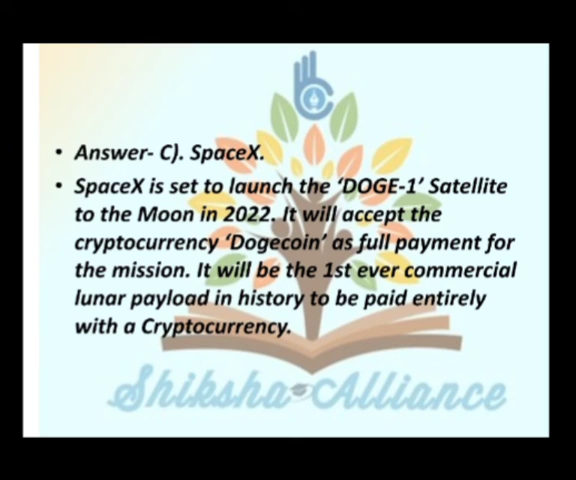 • Answer- C). SpaceX.
• SpaceX is set to launch the ‘DOGE-1’ Satellite
to the Moon in 2022. It will accept the
cryptocurrency ‘Dogecoin’ as full payment for
the mission. It will be the 1st ever commercial
lunar payload in history to be paid entirely
with a Cryptocurrency.
Shiksha Alliance